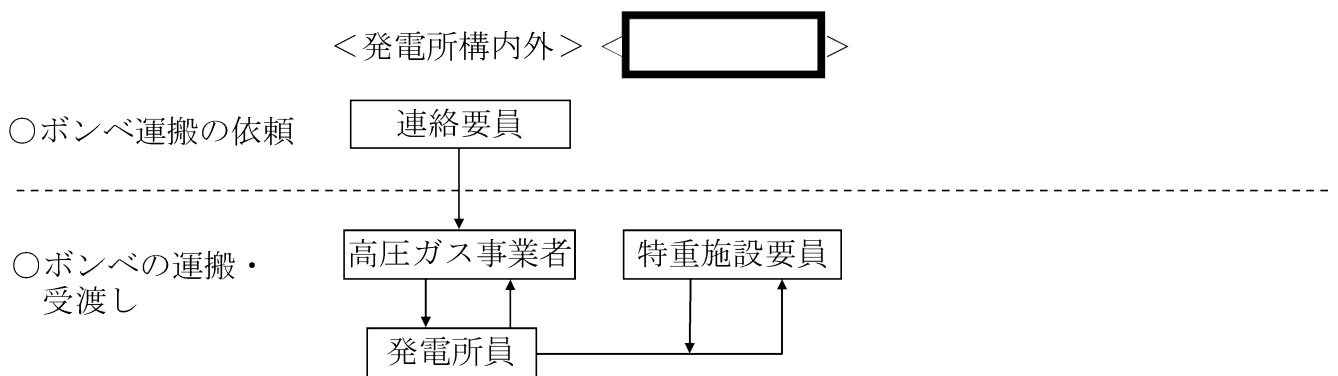 ＜発電所構内外＞ ＜ ＞
○ボンベ運搬の依頼
連絡要員
○ボンベの運搬・
受渡し
高圧ガス事業者
特重施設要員
発電所員